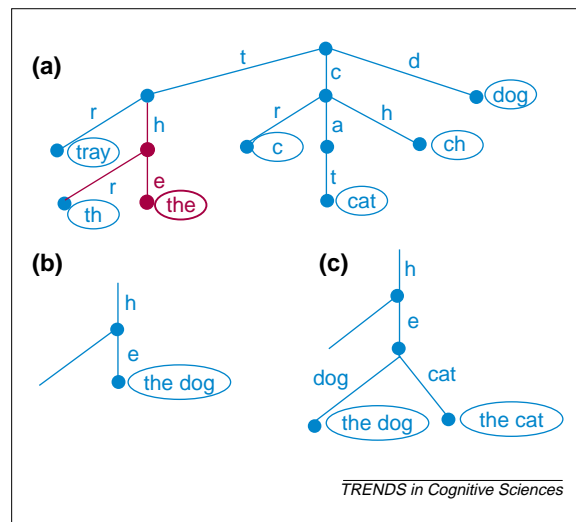 (a)
t
c
d
r
h
r
a
h
dog
tray
c
ch
r
e
t
th
the
cat
(b)
h
e
the dog
(c)
h
e
dog
cat
the dog
the cat
TRENDS in Cognitive Sciences